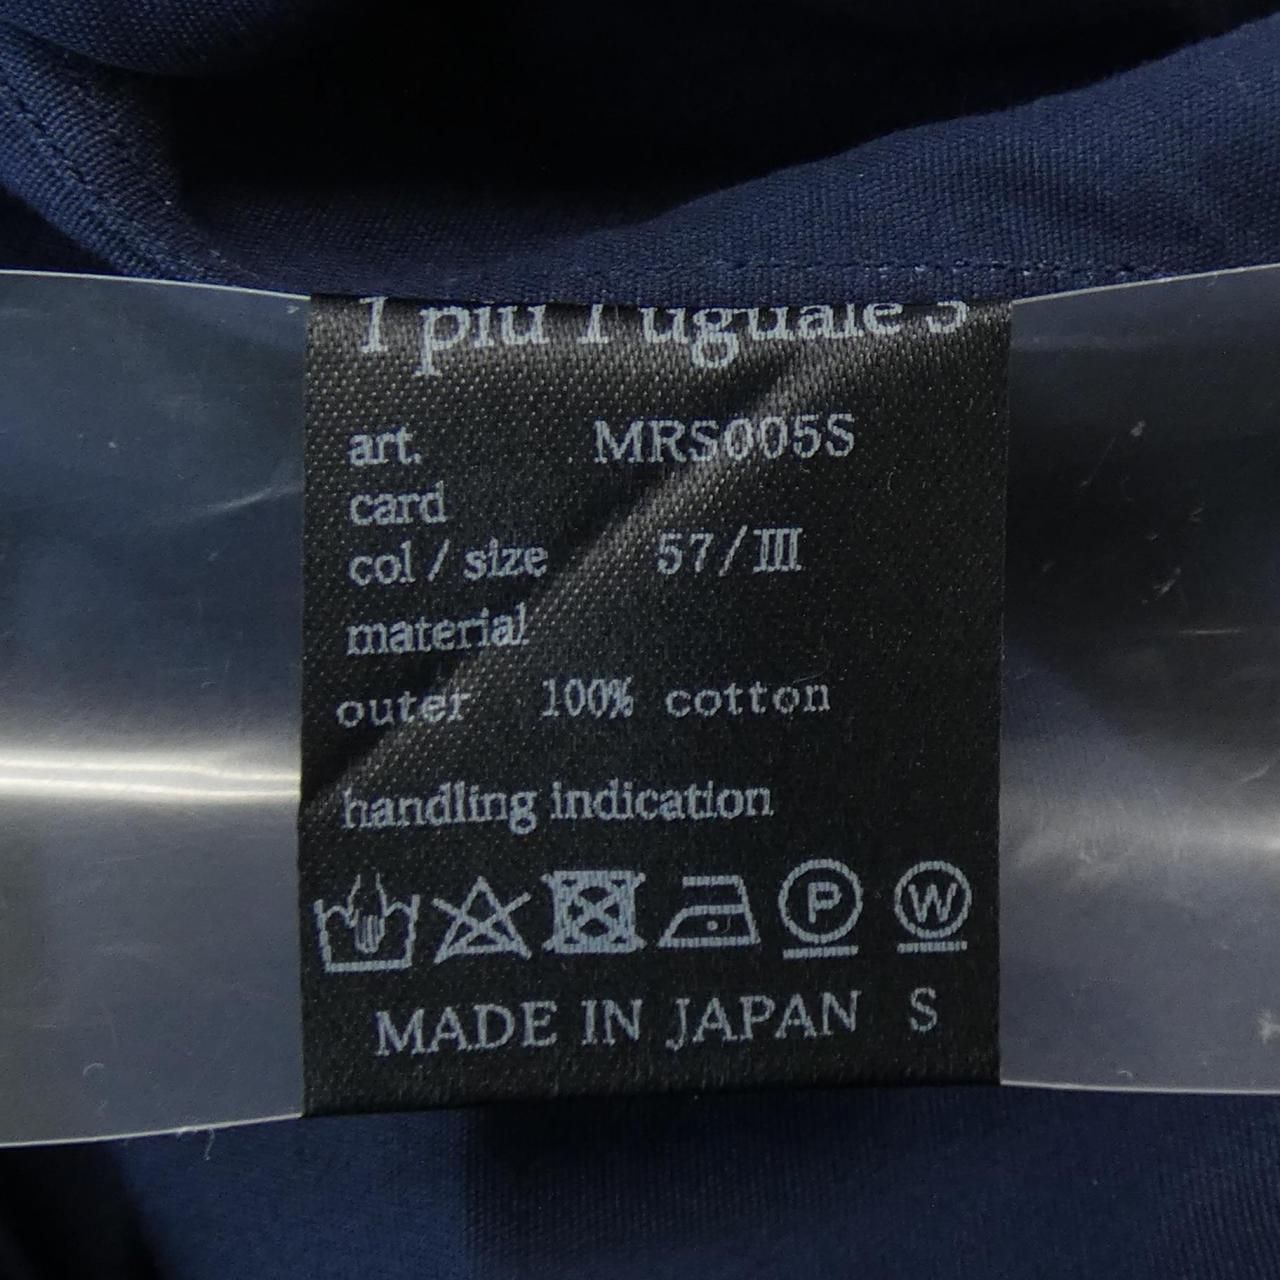 1 piu 1 uguale 3
art. MRS005S
card
col / size 57/III
material
outer 100% cotton
handling indication
P W
MADE IN JAPAN S